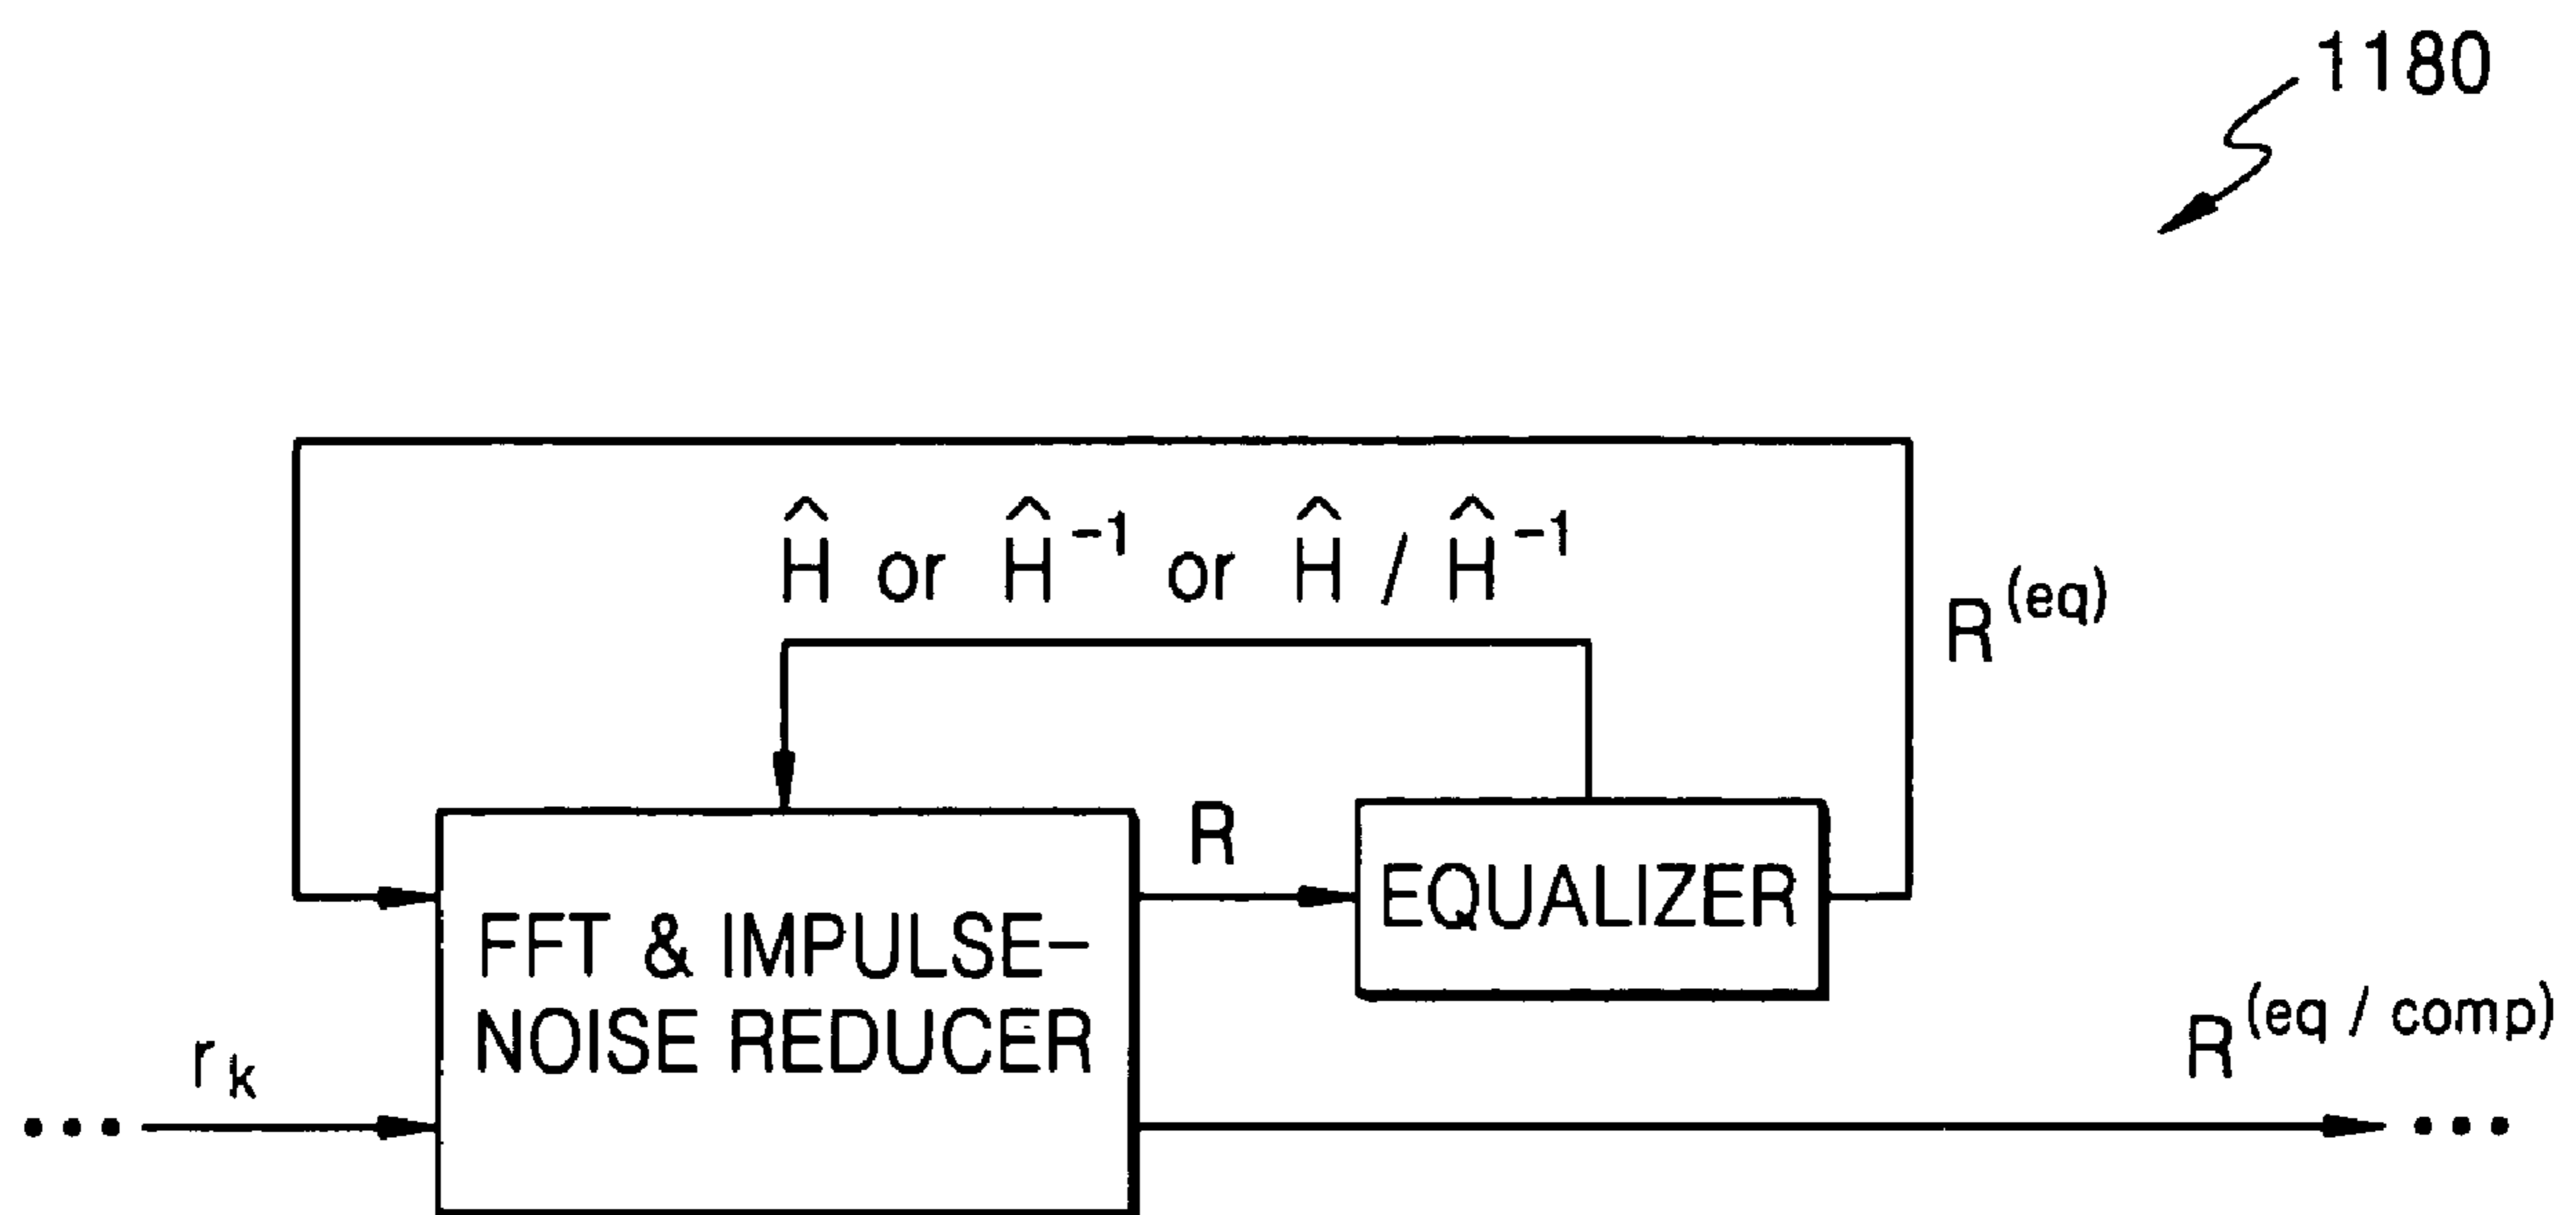 1180
Ĥ or Ĥ⁻¹ or Ĥ / Ĥ⁻¹
R^(eq)
R
EQUALIZER
FFT & IMPULSE-
NOISE REDUCER
r_k
R^(eq / comp)